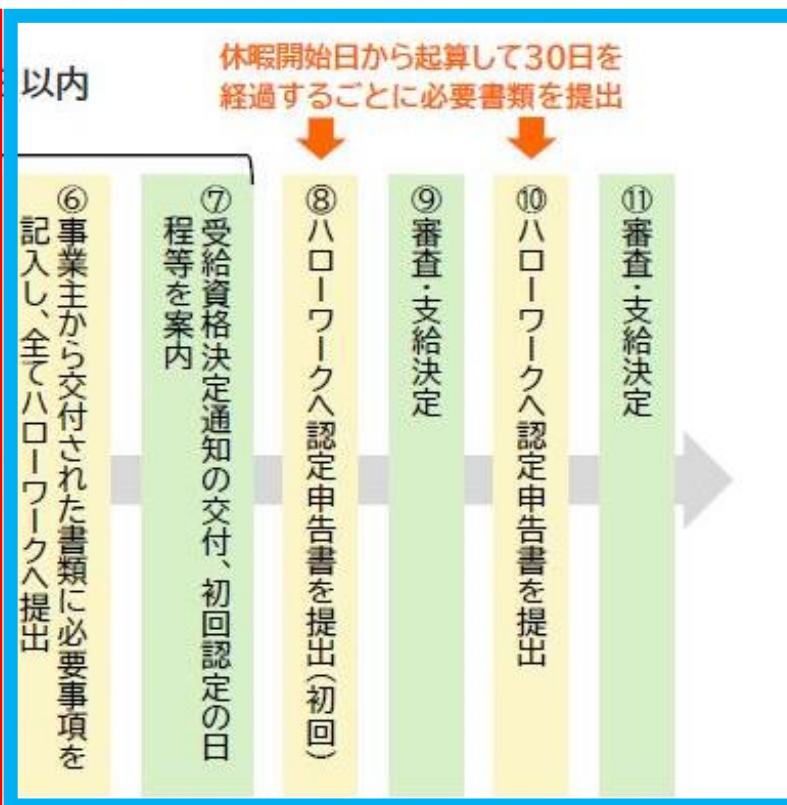 以内
休暇開始日から起算して30日を
経過するごとに必要書類を提出
⑥事業主から交付された書類に必要事項を
記入し、全てハローワークへ提出
⑦受給資格決定通知の交付、初回認定の日
程等を案内
⑧ハローワークへ認定申告書を提出(初回)
⑨審査・支給決定
⑩ハローワークへ認定申告書を提出
⑪審査・支給決定